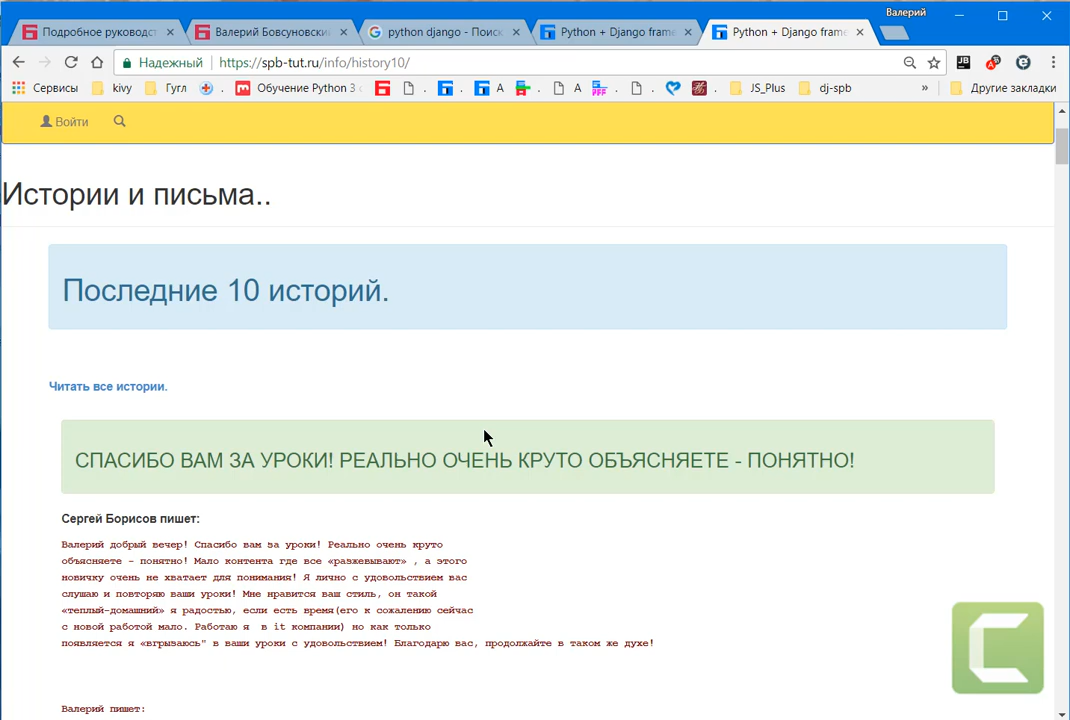 Валерий
Подробное руководст
Валерий Бовсуновски
python django - Поиск
Python + Django frame
Python + Django frame
Надежный
https://spb-tut.ru/info/history10/
Сервисы
kivy
Гугл
Обучение Python 3
A
A
JS_Plus
dj-spb
»
Другие закладки
Войти
Истории и письма..
Последние 10 историй.
Читать все истории.
СПАСИБО ВАМ ЗА УРОКИ! РЕАЛЬНО ОЧЕНЬ КРУТО ОБЪЯСНЯЕТЕ - ПОНЯТНО!
Сергей Борисов пишет:
Валерий добрый вечер! Спасибо вам за уроки! Реально очень круто
объясняете - понятно! Мало контента где все «разжевывают» , а этого
новичку очень не хватает для понимания! Я лично с удовольствием вас
слушаю и повторяю ваши уроки! Мне нравится ваш стиль, он такой
«теплый-домашний» я радостью, если есть время(его к сожалению сейчас
с новой работой мало. Работаю я в it компании) но как только
появляется я «вгрываюсь" в ваши уроки с удовольствием! Благодарю вас, продолжайте в таком же духе!
Валерий пишет: